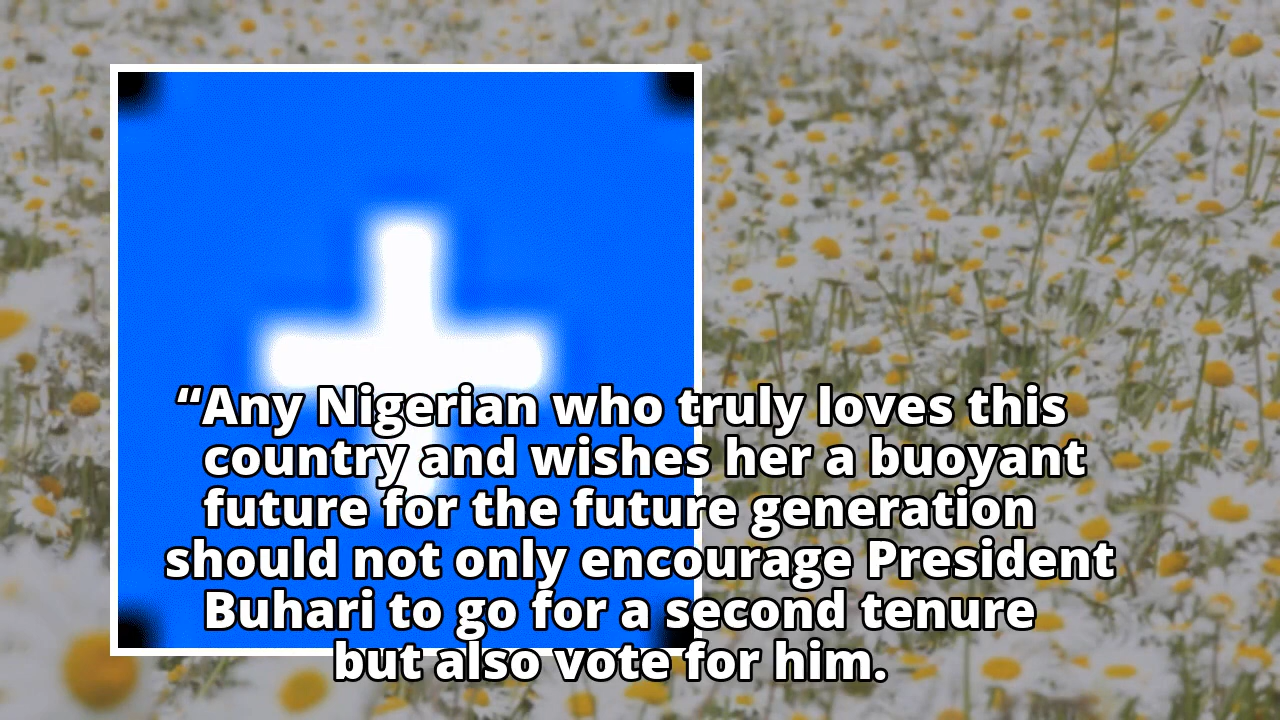 “Any Nigerian who truly loves this
country and wishes her a buoyant
future for the future generation
should not only encourage President
Buhari to go for a second tenure
but also vote for him.